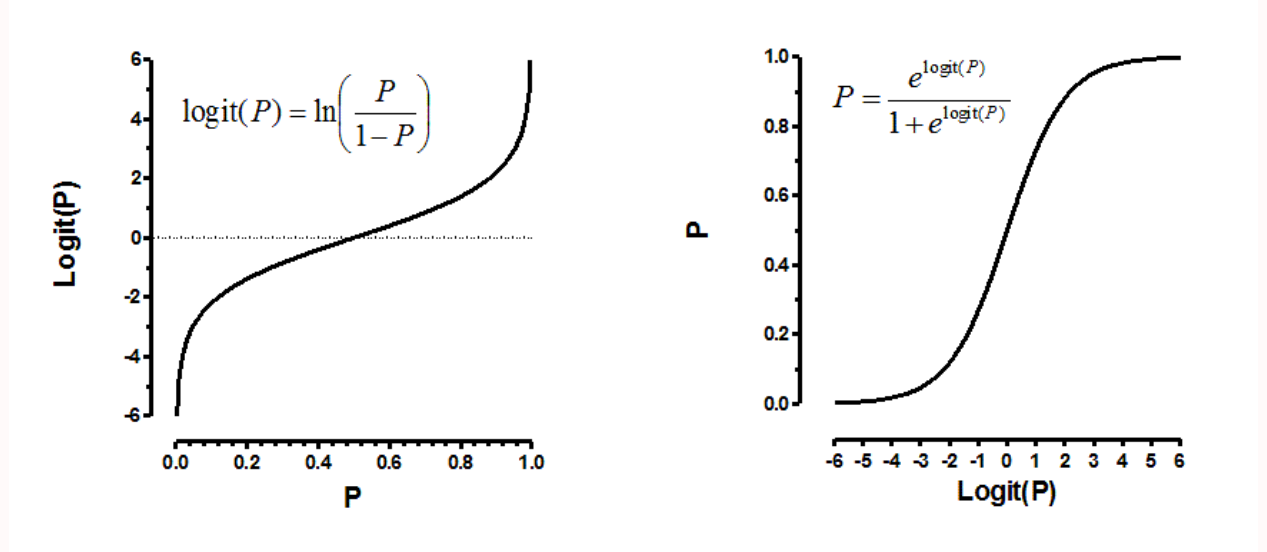 6
4
2
0
-2
-4
-6
Logit(P)
logit(P) = ln(P / (1 − P))
0.0 0.2 0.4 0.6 0.8 1.0
P
1.0
0.8
0.6
0.4
0.2
0.0
P
P = e^logit(P) / (1 + e^logit(P))
-6 -5 -4 -3 -2 -1 0 1 2 3 4 5 6
Logit(P)